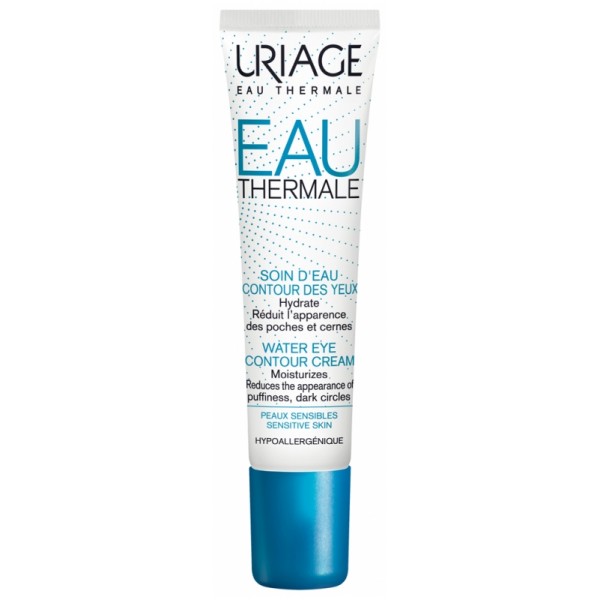 URIAGE
EAU THERMALE
EAU
THERMALE
SOIN D'EAU
CONTOUR DES YEUX
Hydrate
Réduit l'apparence
des poches et cernes
WATER EYE
CONTOUR CREAM
Moisturizes
Reduces the appearance of
puffiness, dark circles
PEAUX SENSIBLES
SENSITIVE SKIN
HYPOALLERGÉNIQUE